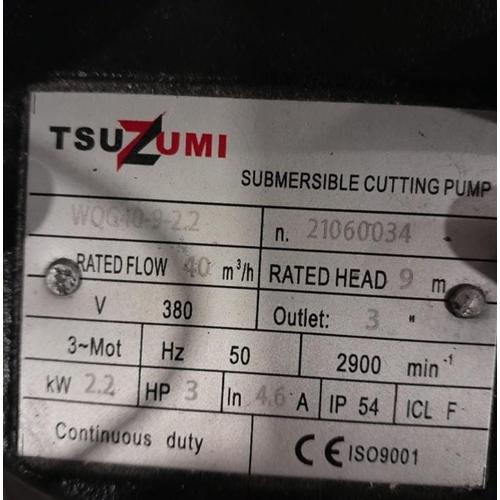 TSUZUMI
SUBMERSIBLE CUTTING PUMP
WQG40-9-2.2 n. 21060034
RATED FLOW 40 m³/h RATED HEAD 9 m
V 380 Outlet: 3 "
3~Mot Hz 50 2900 min⁻¹
kW 2.2 HP 3 In 4.6 A IP 54 ICL F
Continuous duty CE ISO9001